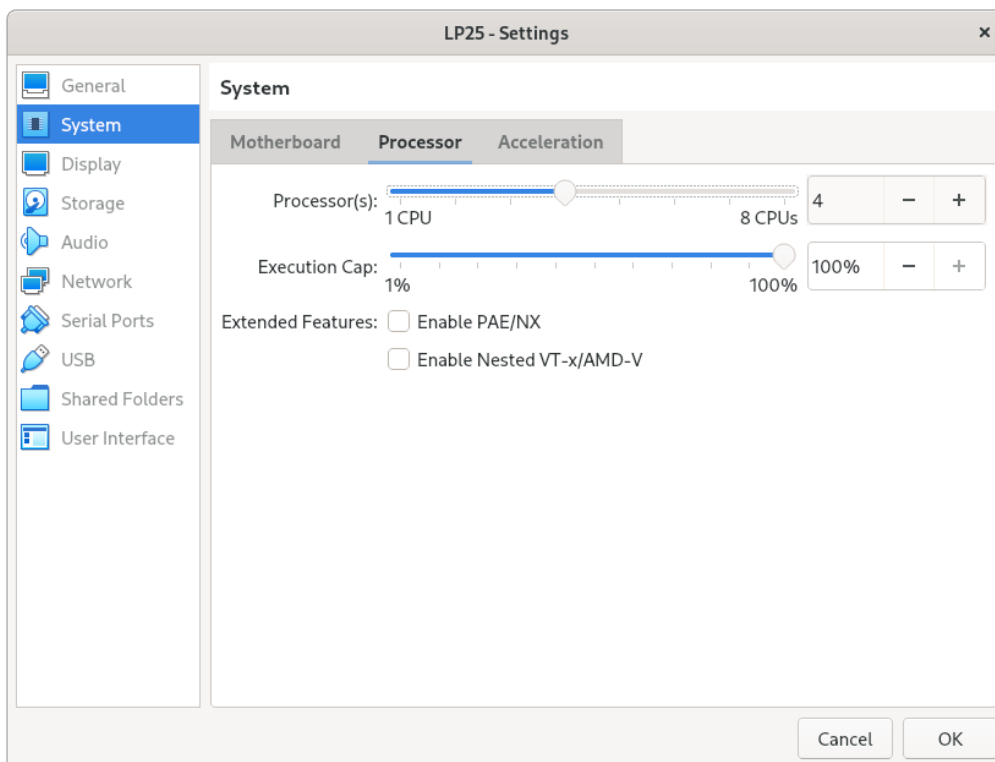 LP25 - Settings ×
General
System
Display
Storage
Audio
Network
Serial Ports
USB
Shared Folders
User Interface
System
Motherboard Processor Acceleration
Processor(s): 4 − +
1 CPU 8 CPUs
Execution Cap: 100% − +
1% 100%
Extended Features: Enable PAE/NX
Enable Nested VT-x/AMD-V
Cancel OK